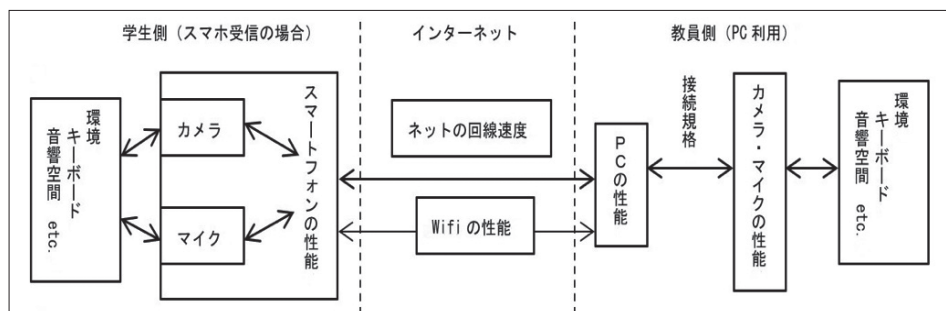 学生側（スマホ受信の場合）
インターネット
教員側（PC利用）
環境
キーボード
音響空間 etc.
カメラ
マイク
スマートフォンの性能
ネットの回線速度
Wifiの性能
PCの性能
接続規格
カメラ・マイクの性能
環境
キーボード
音響空間 etc.